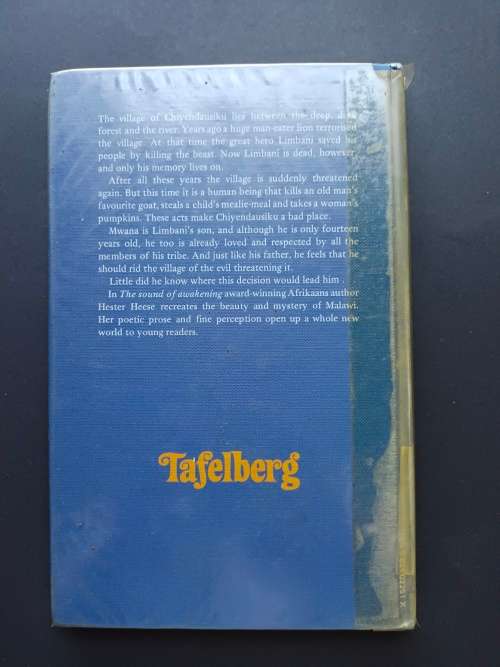 The village of Chiyendausiku lies between the deep, dark
forest and the river. Years ago a huge man-eater lion terrorised
the village. At that time the great hero Limbani saved his
people by killing the beast. Now Limbani is dead, however
and only his memory lives on.
After all these years the village is suddenly threatened
again. But this time it is a human being that kills an old man's
favourite goat, steals a child's mealie-meal and takes a woman's
pumpkins. These acts make Chiyendausiku a bad place.
Mwana is Limbani's son, and although he is only fourteen
years old, he too is already loved and respected by all the
members of his tribe. And just like his father, he feels that he
should rid the village of the evil threatening it.
Little did he know where this decision would lead him .
In The sound of awakening award-winning Afrikaans author
Hester Heese recreates the beauty and mystery of Malawi.
Her poetic prose and fine perception open up a whole new
world to young readers.
Tafelberg